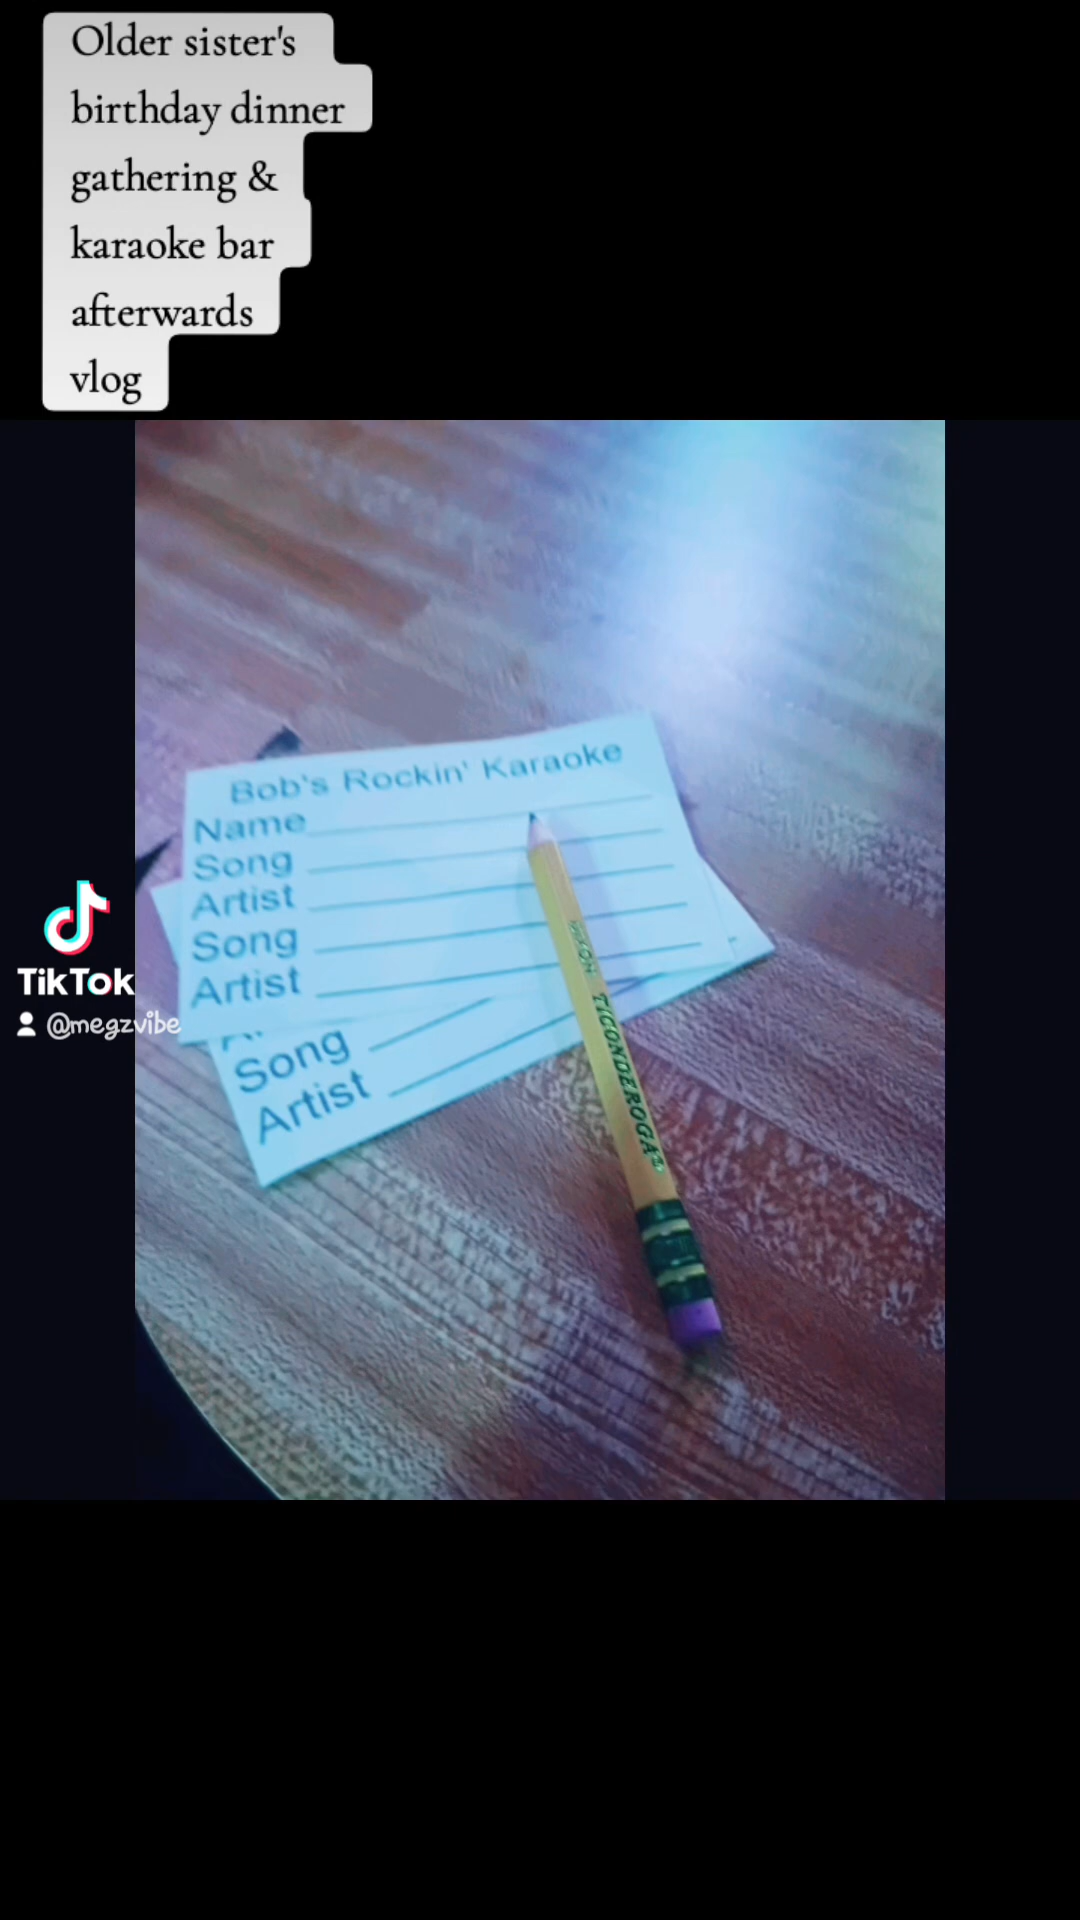 Older sister's
birthday dinner
gathering &
karaoke bar
afterwards
vlog
Bob's Rockin' Karaoke
Name
Song
Artist
Song
Artist
Song
Artist
TICONDEROGA®
TikTok
@megzvibe